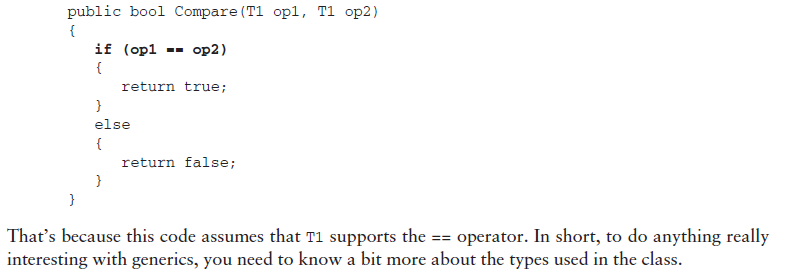 public bool Compare(T1 op1, T1 op2)
{
if (op1 == op2)
{
return true;
}
else
{
return false;
}
}
That's because this code assumes that T1 supports the == operator. In short, to do anything really
interesting with generics, you need to know a bit more about the types used in the class.